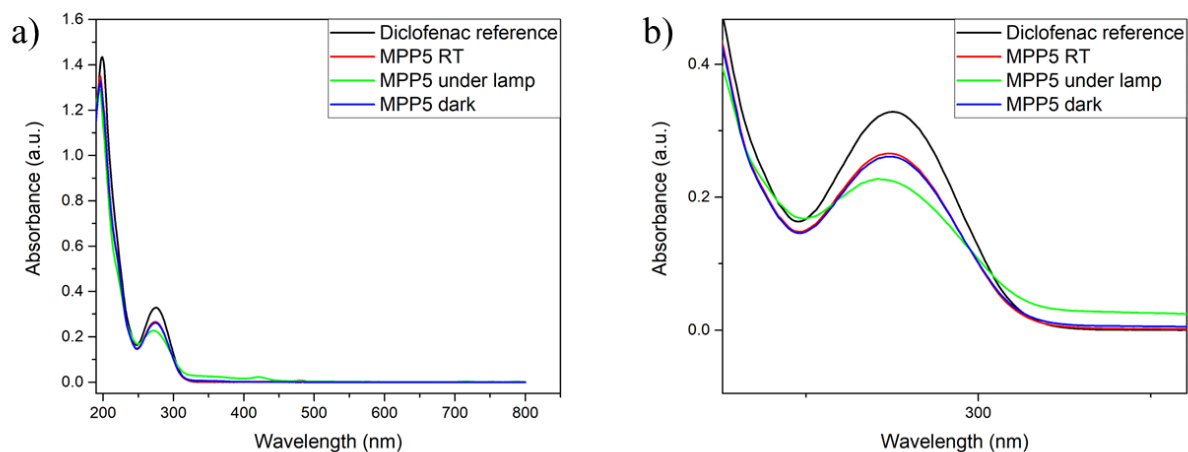 a)
Absorbance (a.u.)
1.6
1.4
1.2
1.0
0.8
0.6
0.4
0.2
0.0
Diclofenac reference
MPP5 RT
MPP5 under lamp
MPP5 dark
200 300 400 500 600 700 800
Wavelength (nm)
b)
Absorbance (a.u.)
0.4
0.2
0.0
Diclofenac reference
MPP5 RT
MPP5 under lamp
MPP5 dark
300
Wavelength (nm)